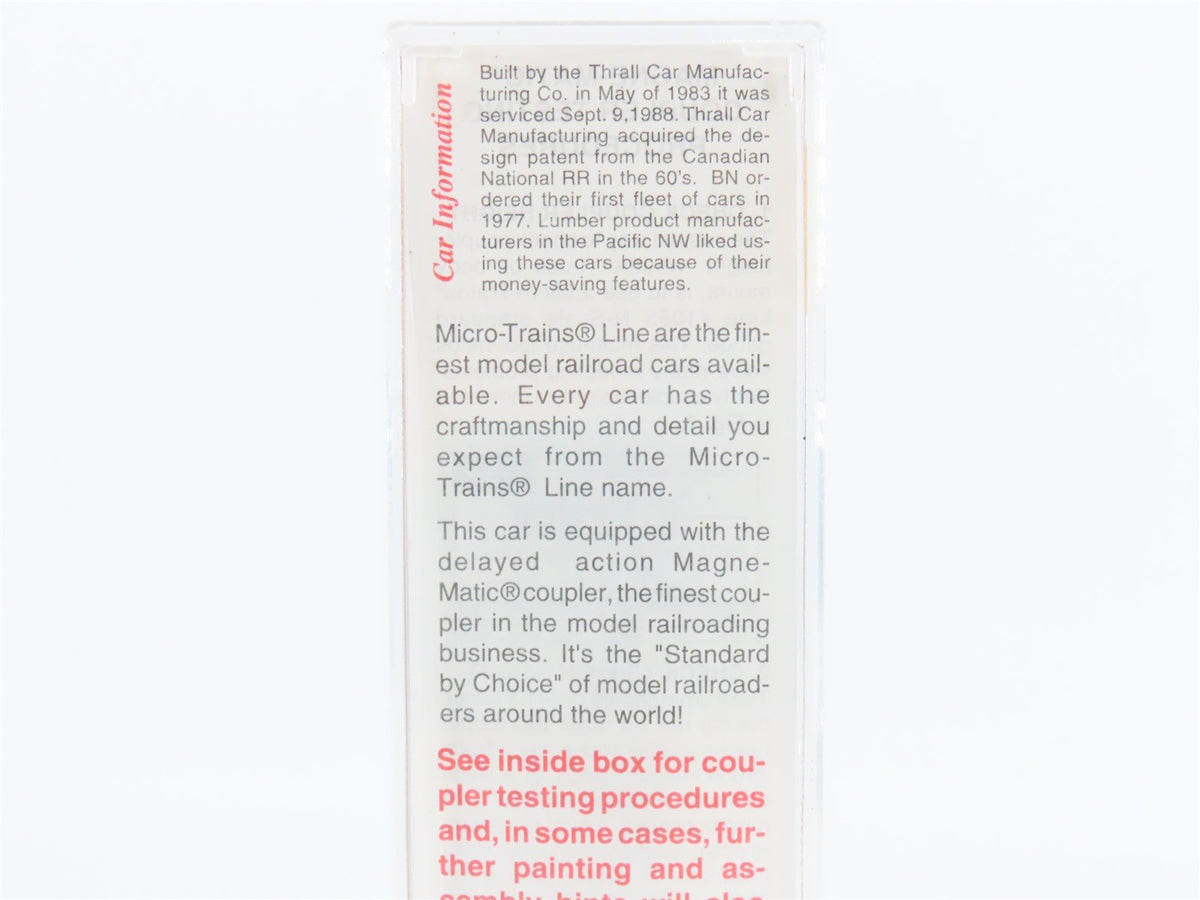 Car Information
Built by the Thrall Car Manufac-
turing Co. in May of 1983 it was
serviced Sept. 9,1988. Thrall Car
Manufacturing acquired the de-
sign patent from the Canadian
National RR in the 60's. BN or-
dered their first fleet of cars in
1977. Lumber product manufac-
turers in the Pacific NW liked us-
ing these cars because of their
money-saving features.
Micro-Trains® Line are the fin-
est model railroad cars avail-
able. Every car has the
craftmanship and detail you
expect from the Micro-
Trains® Line name.
This car is equipped with the
delayed action Magne-
Matic® coupler, the finest cou-
pler in the model railroading
business. It's the "Standard
by Choice" of model railroad-
ers around the world!
See inside box for cou-
pler testing procedures
and, in some cases, fur-
ther painting and as-
sembly hints will also